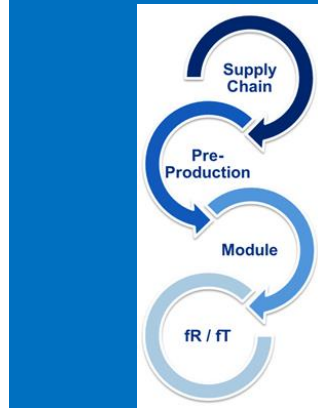 Supply
Chain
Pre-
Production
Module
fR / fT